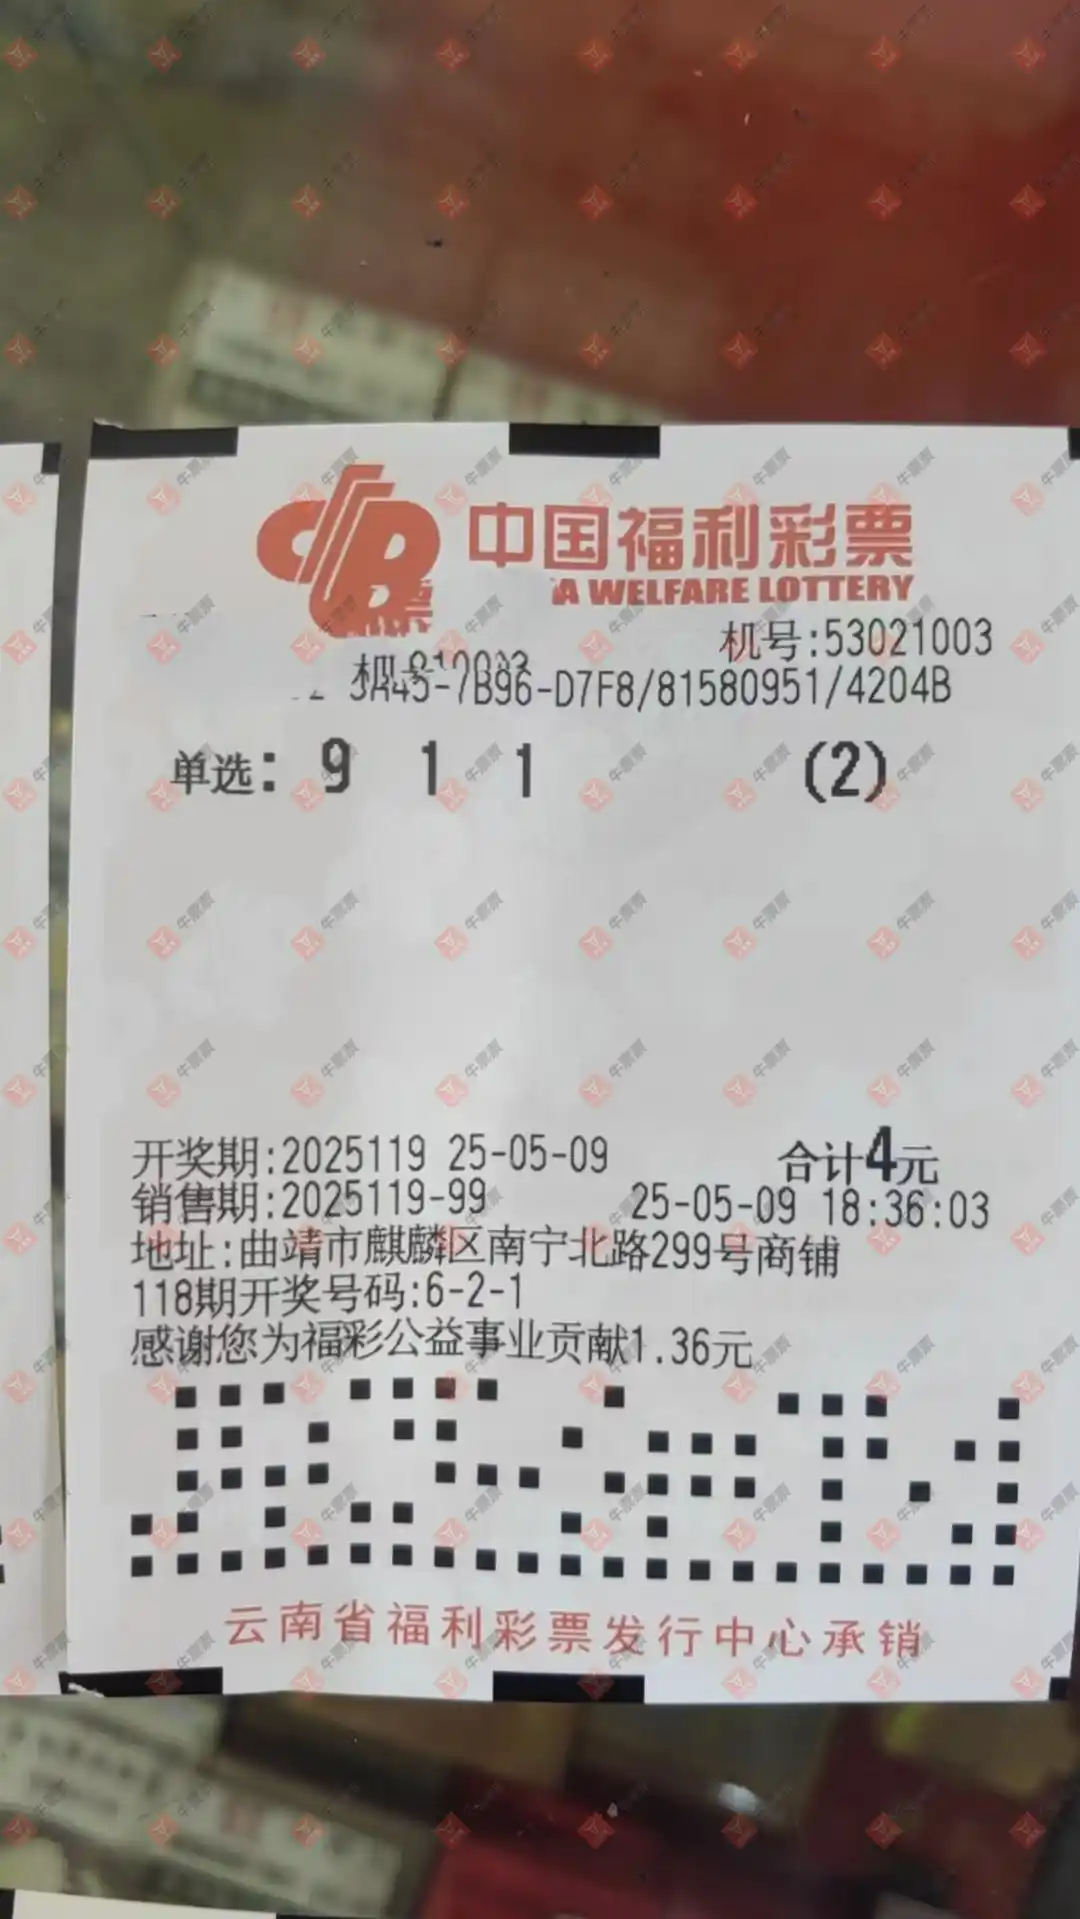 中国福利彩票
A WELFARE LOTTERY
票
机号:53021003
-7B96-D7F8/81580951/4204B
单选: 9 1 1 (2)
开奖期:2025119 25-05-09 合计4元
销售期:2025119-99 25-05-09 18:36:03
地址:曲靖市麒麟区南宁北路299号商铺
118期开奖号码:6-2-1
感谢您为福彩公益事业贡献1.36元
云南省福利彩票发行中心承销
牛票票